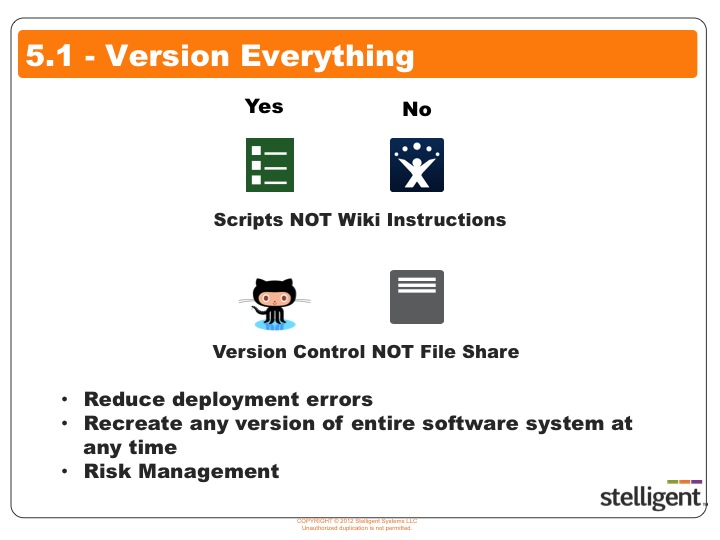 5.1 - Version Everything
Yes No
Scripts NOT Wiki Instructions
Version Control NOT File Share
• Reduce deployment errors
• Recreate any version of entire software system at
any time
• Risk Management
stelligent
COPYRIGHT © 2012 Stelligent Systems LLC
Unauthorized duplication is not permitted.